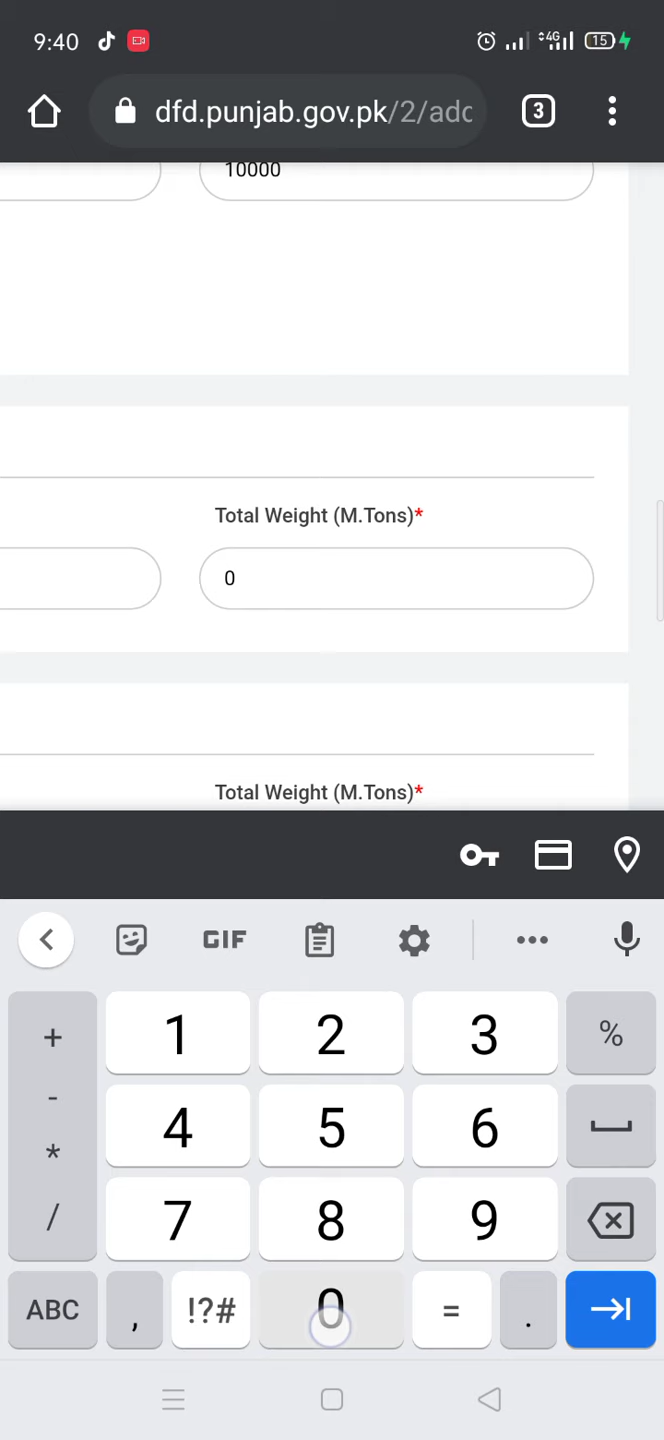 9:40 4G 15
dfd.punjab.gov.pk/2/adc 3
10000
Total Weight (M.Tons)*
0
Total Weight (M.Tons)*
GIF
+ 1 2 3 %
- 4 5 6
*
/ 7 8 9
ABC , !?# 0 = .